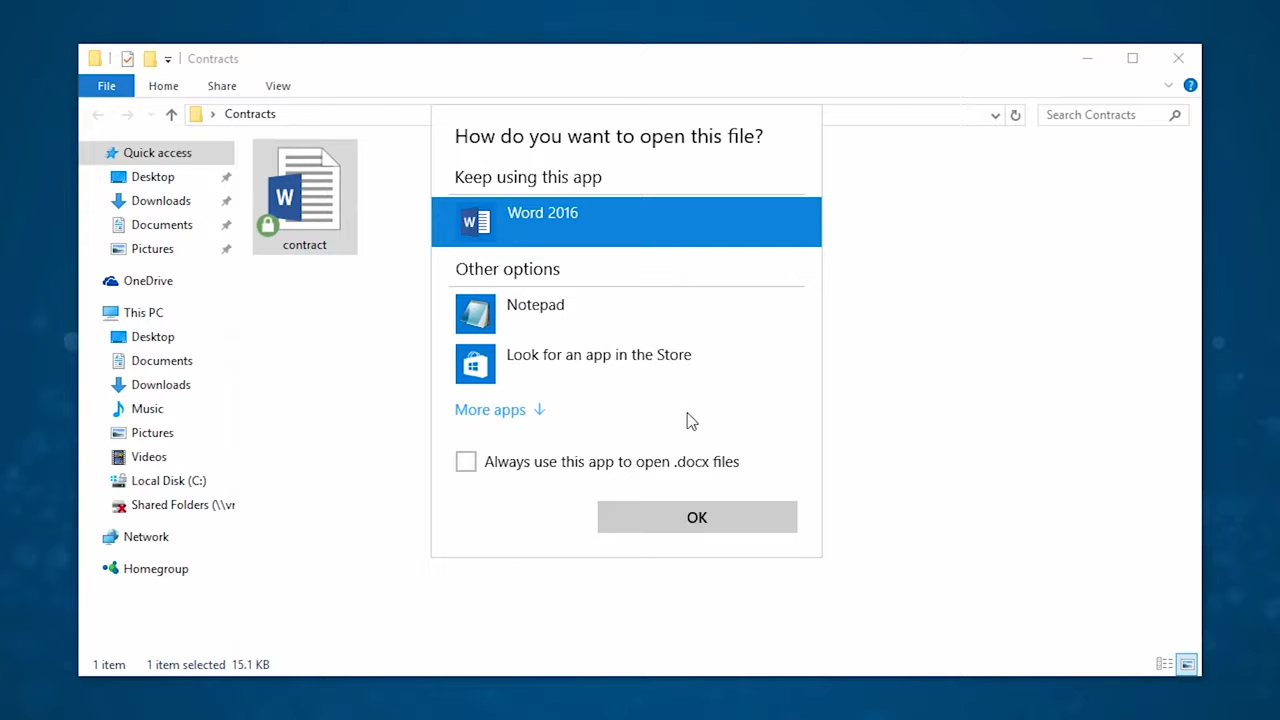 Contracts
File Home Share View
Contracts
Search Contracts
Quick access
Desktop
Downloads
Documents
Pictures
OneDrive
This PC
Desktop
Documents
Downloads
Music
Pictures
Videos
Local Disk (C:)
Shared Folders (\\vr
Network
Homegroup
W
contract
How do you want to open this file?
Keep using this app
W
Word 2016
Other options
Notepad
Look for an app in the Store
More apps
Always use this app to open .docx files
OK
1 item 1 item selected 15.1 KB